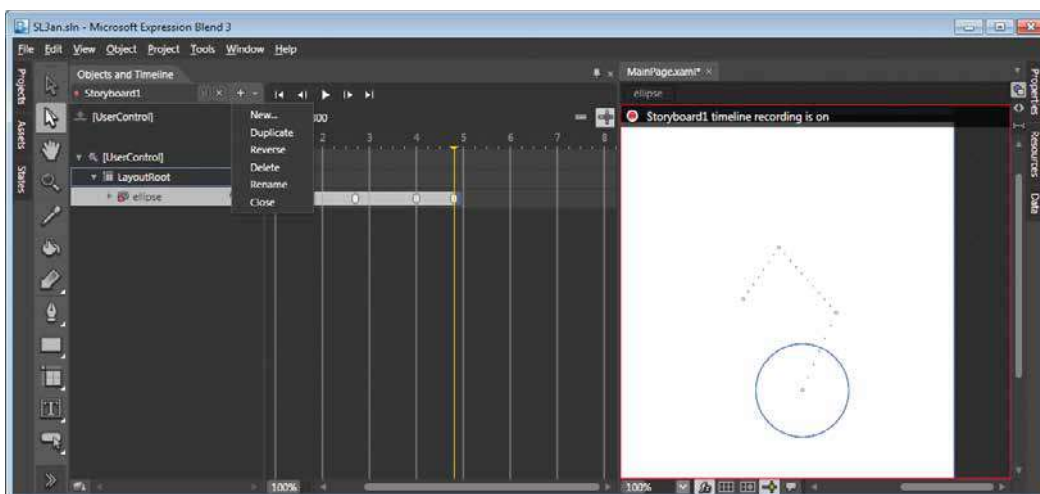 SL3an.sln - Microsoft Expression Blend 3
File Edit View Object Project Tools Window Help
Projects
Assets
States
Objects and Timeline
Storyboard1
[UserControl]
New...
Duplicate
Reverse
Delete
Rename
Close
2 3 4 5 6 7 8
[UserControl]
LayoutRoot
ellipse
100%
MainPage.xaml*
ellipse
Storyboard1 timeline recording is on
100%
Properties
Resources
Data